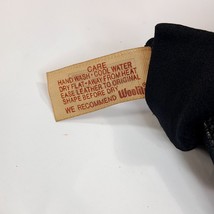 CARE
HAND WASH - COOL WATER
DRY FLAT - AWAY FROM HEAT
EASE LEATHER TO ORIGINAL
SHAPE BEFORE DRY
WE RECOMMEND